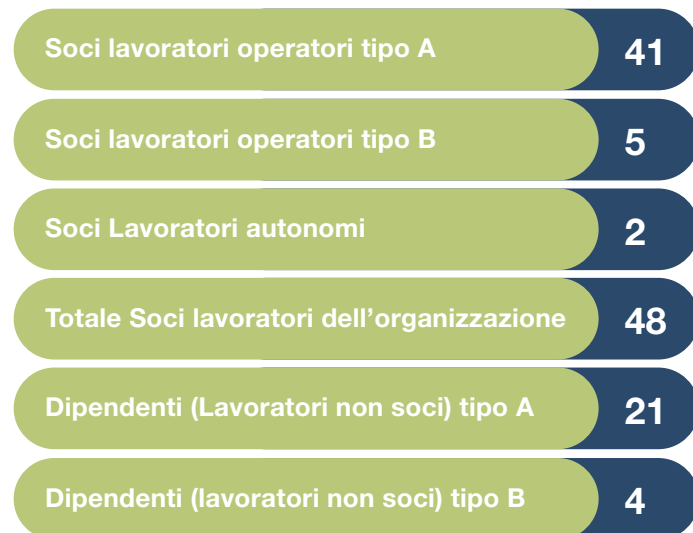 Soci lavoratori operatori tipo A 41
Soci lavoratori operatori tipo B 5
Soci Lavoratori autonomi 2
Totale Soci lavoratori dell’organizzazione 48
Dipendenti (Lavoratori non soci) tipo A 21
Dipendenti (lavoratori non soci) tipo B 4